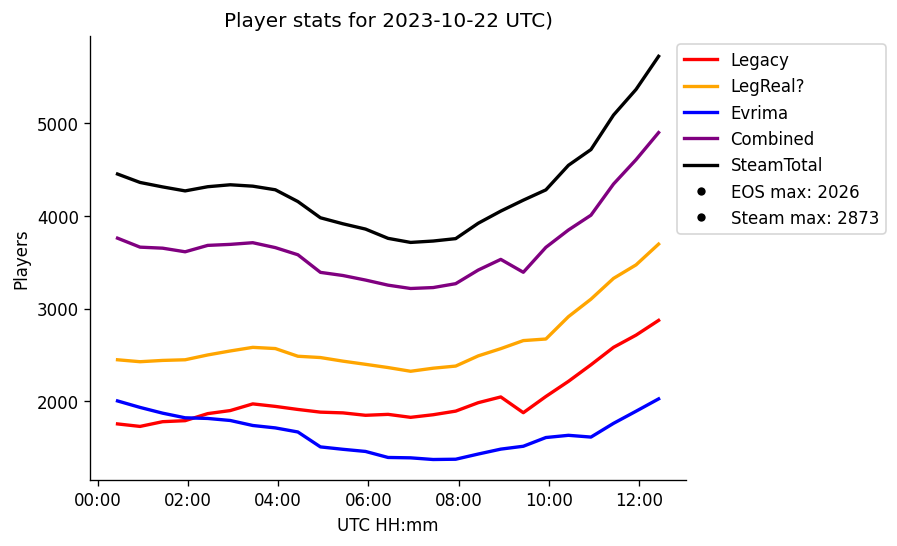 Player stats for 2023-10-22 UTC)
Legacy
LegReal?
Evrima
Combined
SteamTotal
EOS max: 2026
Steam max: 2873
Players
5000
4000
3000
2000
00:00 02:00 04:00 06:00 08:00 10:00 12:00
UTC HH:mm